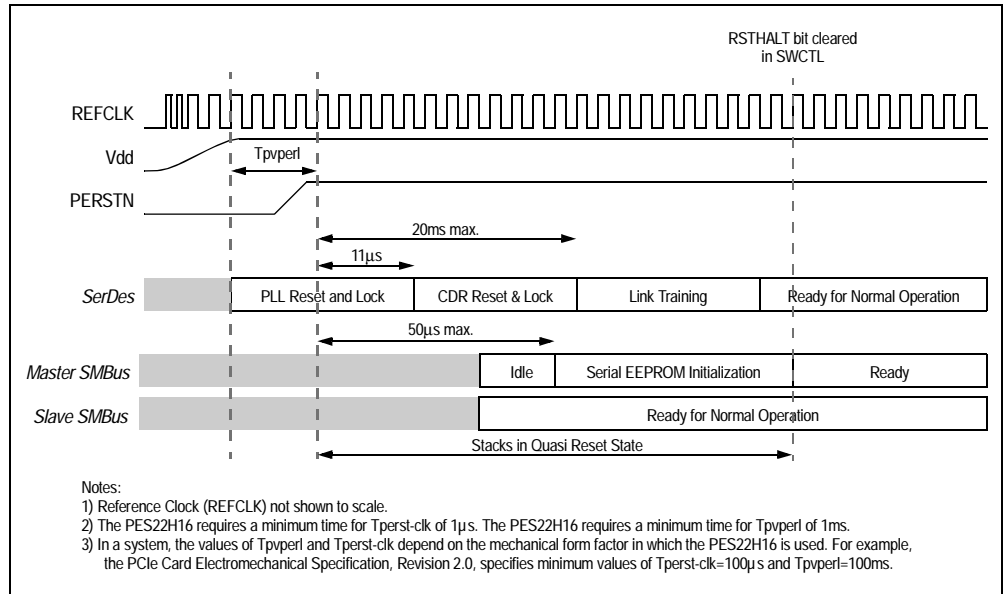 RSTHALT bit cleared
in SWCTL
REFCLK
Vdd
Tpvperl
PERSTN
20ms max.
11µs
SerDes
PLL Reset and Lock
CDR Reset & Lock
Link Training
Ready for Normal Operation
50µs max.
Master SMBus
Idle
Serial EEPROM Initialization
Ready
Slave SMBus
Ready for Normal Operation
Stacks in Quasi Reset State
Notes:
1) Reference Clock (REFCLK) not shown to scale.
2) The PES22H16 requires a minimum time for Tperst-clk of 1µs. The PES22H16 requires a minimum time for Tpvperl of 1ms.
3) In a system, the values of Tpvperl and Tperst-clk depend on the mechanical form factor in which the PES22H16 is used. For example,
the PCIe Card Electromechanical Specification, Revision 2.0, specifies minimum values of Tperst-clk=100µs and Tpvperl=100ms.